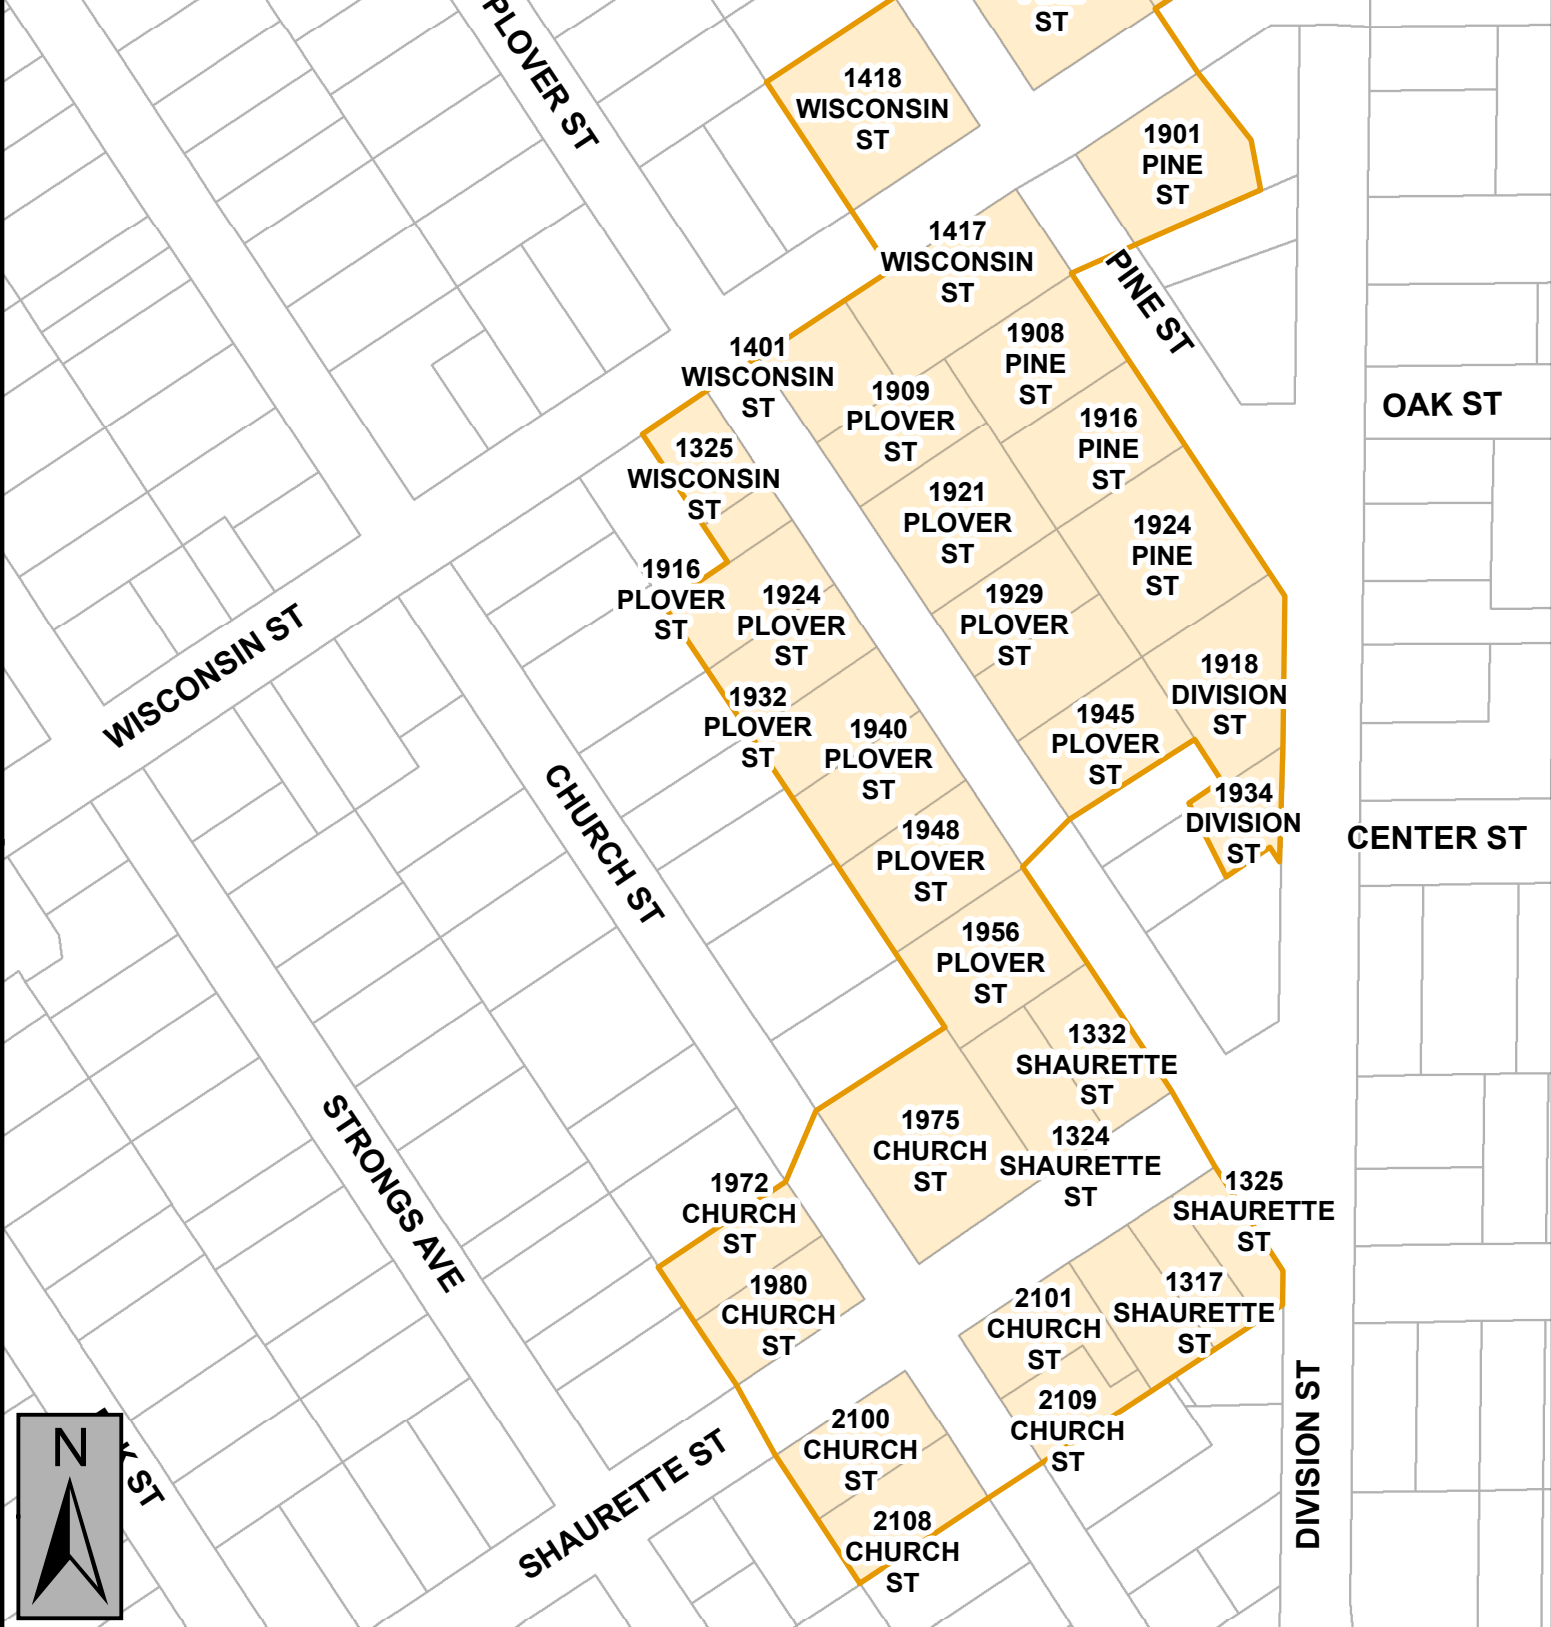 PLOVER ST
ST
1418
WISCONSIN
ST
1901
PINE
ST
1417
WISCONSIN
ST
PINE ST
1401
WISCONSIN
ST
1908
PINE
ST
1909
PLOVER
ST
OAK ST
1916
PINE
ST
1325
WISCONSIN
ST
1921
PLOVER
ST
1924
PINE
ST
1916
PLOVER
ST
1924
PLOVER
ST
1929
PLOVER
ST
WISCONSIN ST
1918
DIVISION
ST
1932
PLOVER
ST
1940
PLOVER
ST
1945
PLOVER
ST
1934
DIVISION
ST
CENTER ST
CHURCH ST
1948
PLOVER
ST
1956
PLOVER
ST
1332
SHAURETTE
ST
1975
CHURCH
ST
1324
SHAURETTE
ST
STRONGS AVE
1972
CHURCH
ST
1325
SHAURETTE
ST
1980
CHURCH
ST
2101
CHURCH
ST
1317
SHAURETTE
ST
2109
CHURCH
ST
2100
CHURCH
ST
DIVISION ST
SHAURETTE ST
2108
CHURCH
ST
N
K ST